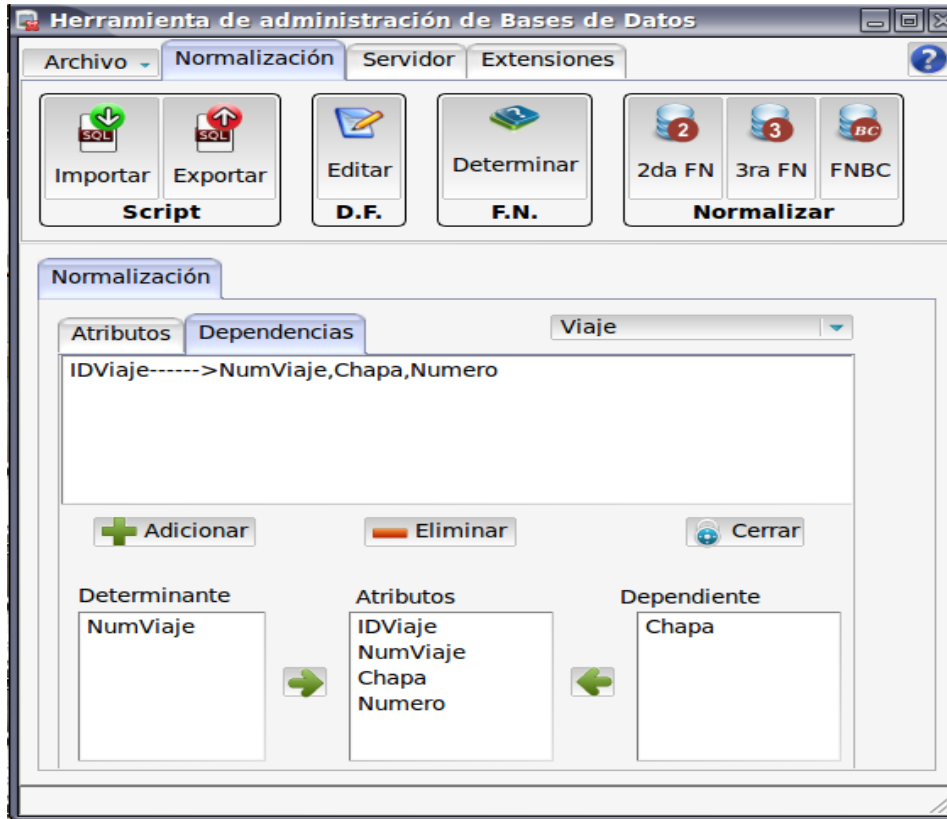 Herramienta de administración de Bases de Datos
Archivo Normalización Servidor Extensiones ?
SQL SQL 2 3 BC
Importar Exportar Editar Determinar 2da FN 3ra FN FNBC
Script D.F. F.N. Normalizar
Normalización
Atributos Dependencias Viaje
IDViaje------>NumViaje,Chapa,Numero
Adicionar Eliminar Cerrar
Determinante Atributos Dependiente
NumViaje IDViaje Chapa
NumViaje
Chapa
Numero